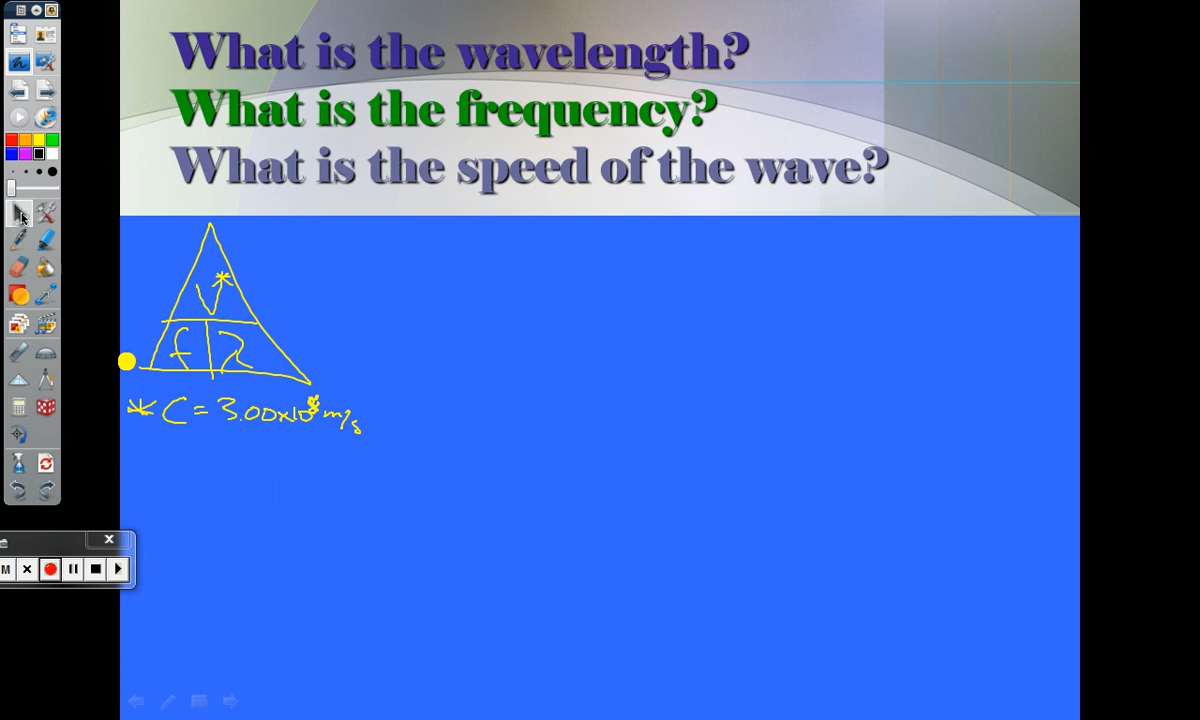 What is the wavelength?
What is the frequency?
What is the speed of the wave?
V*
f λ
* C = 3.00x10⁸ m/s
M